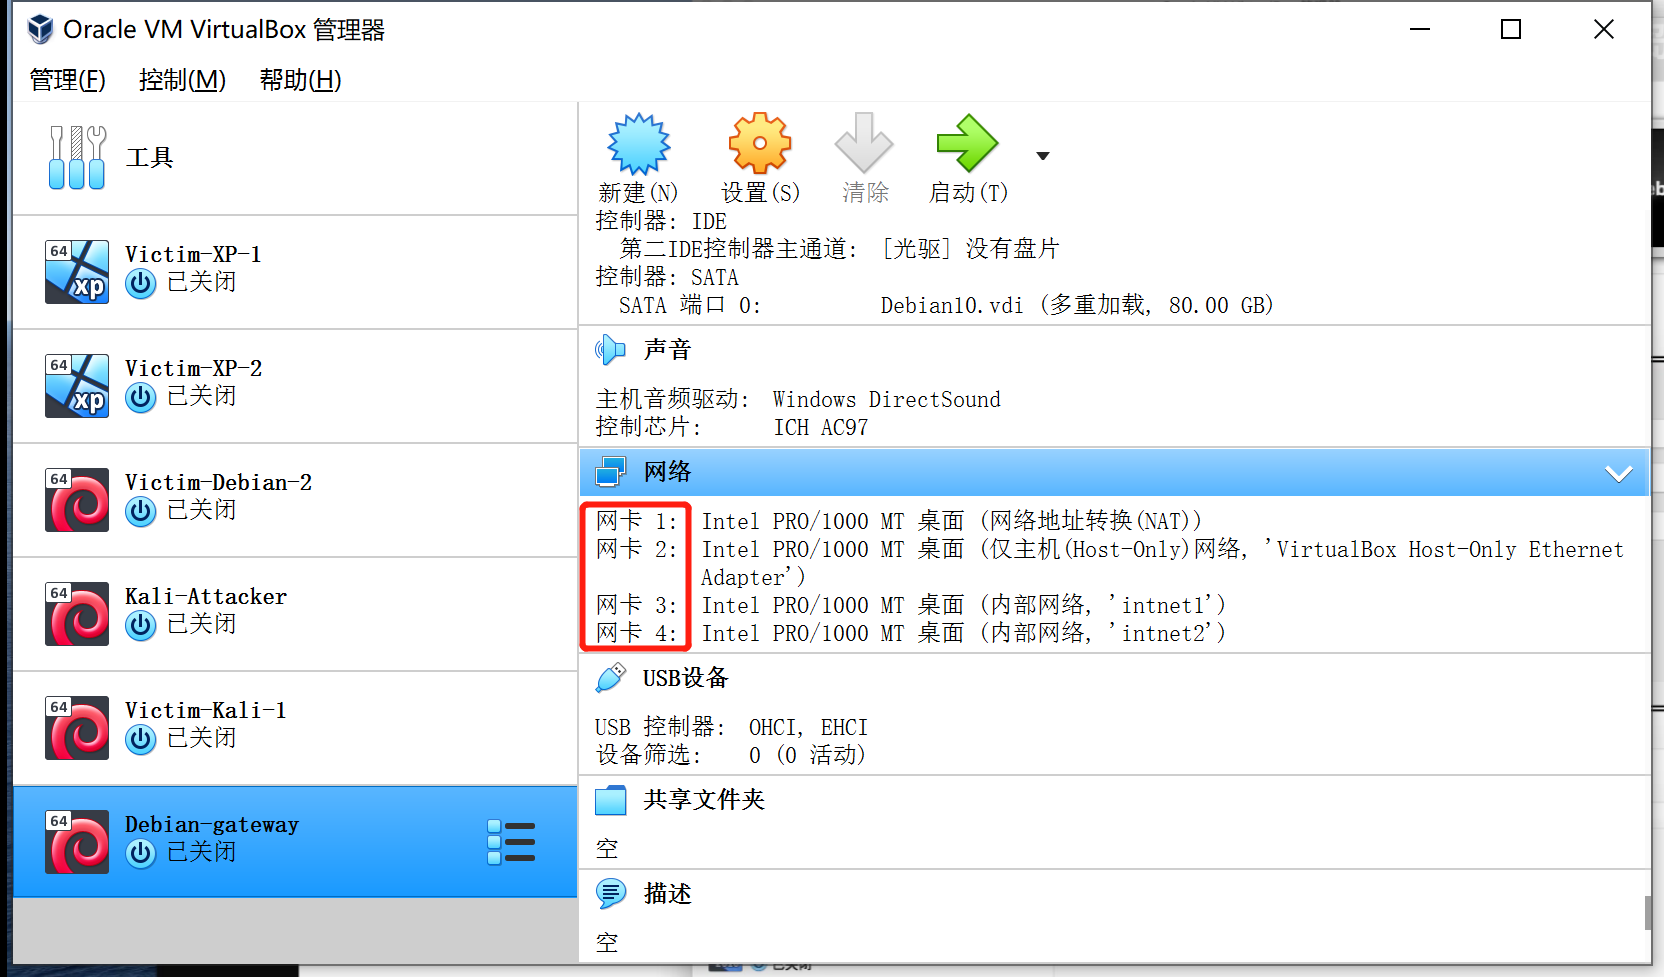 Oracle VM VirtualBox 管理器
管理(F) 控制(M) 帮助(H)
工具
64
xp
Victim-XP-1
已关闭
64
xp
Victim-XP-2
已关闭
64
Victim-Debian-2
已关闭
64
Kali-Attacker
已关闭
64
Victim-Kali-1
已关闭
64
Debian-gateway
已关闭
新建(N) 设置(S) 清除 启动(T)
控制器: IDE
第二IDE控制器主通道: [光驱] 没有盘片
控制器: SATA
SATA 端口 0: Debian10.vdi (多重加载, 80.00 GB)
声音
主机音频驱动: Windows DirectSound
控制芯片: ICH AC97
网络
网卡 1: Intel PRO/1000 MT 桌面 (网络地址转换(NAT))
网卡 2: Intel PRO/1000 MT 桌面 (仅主机(Host-Only)网络, 'VirtualBox Host-Only Ethernet
Adapter')
网卡 3: Intel PRO/1000 MT 桌面 (内部网络, 'intnet1')
网卡 4: Intel PRO/1000 MT 桌面 (内部网络, 'intnet2')
USB设备
USB 控制器: OHCI, EHCI
设备筛选: 0 (0 活动)
共享文件夹
空
描述
空